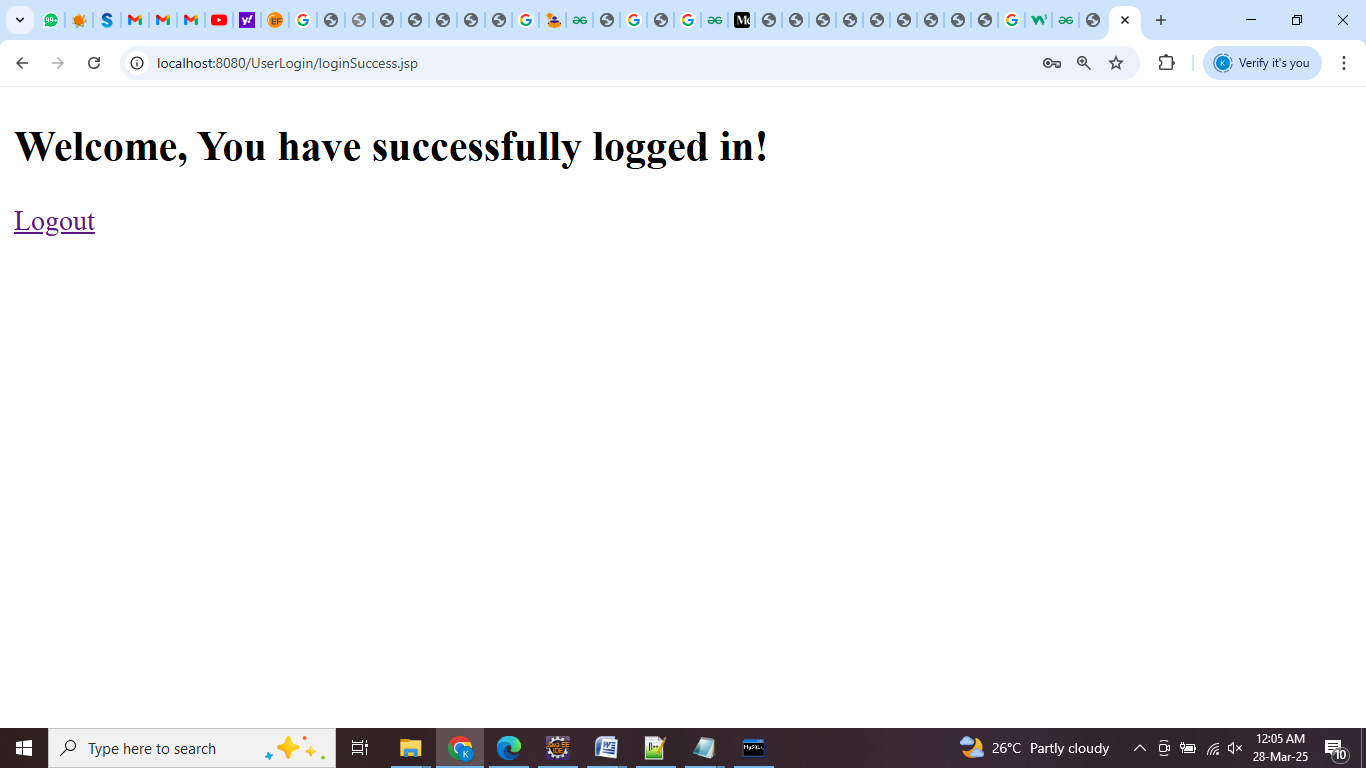 99+
localhost:8080/UserLogin/loginSuccess.jsp
K
Verify it's you
Welcome, You have successfully logged in!
Logout
Type here to search
26°C Partly cloudy
12:05 AM
28-Mar-25
10